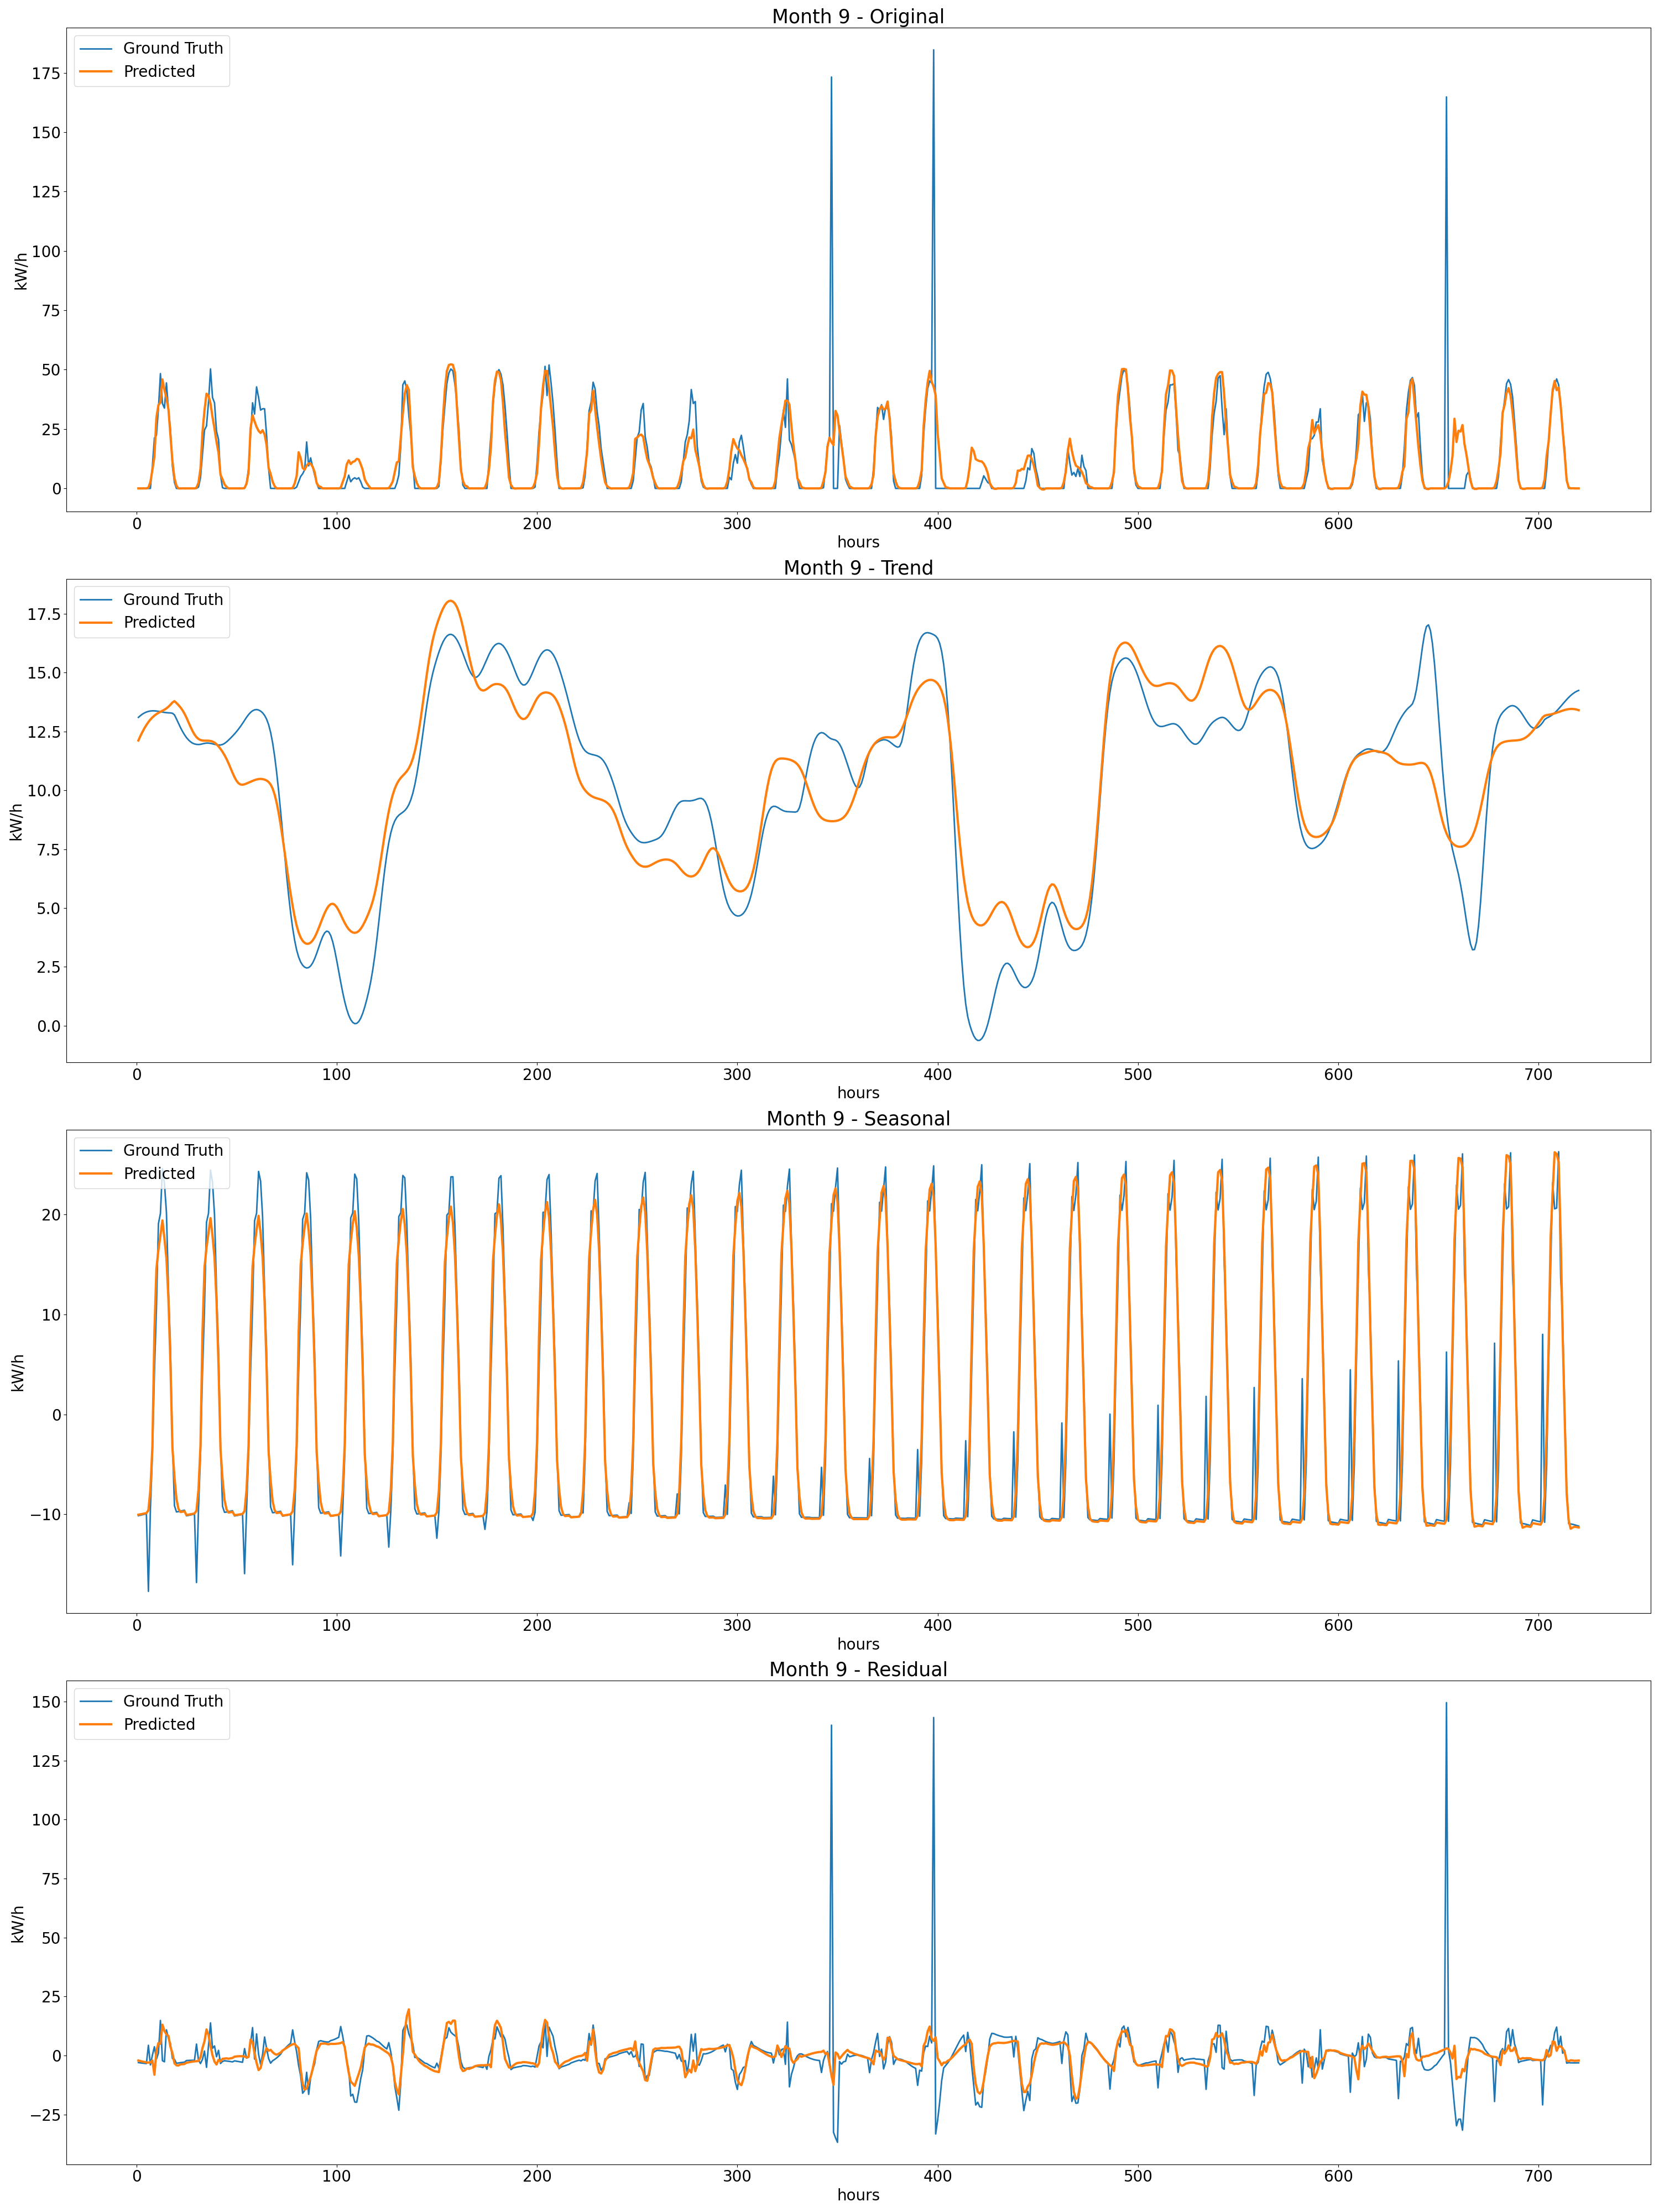 Month 9 - Original
Ground Truth
Predicted
175
150
125
100
75
50
25
0
kW/h
0 100 200 300 400 500 600 700
hours
Month 9 - Trend
Ground Truth
Predicted
17.5
15.0
12.5
10.0
7.5
5.0
2.5
0.0
kW/h
0 100 200 300 400 500 600 700
hours
Month 9 - Seasonal
Ground Truth
Predicted
20
10
0
−10
kW/h
0 100 200 300 400 500 600 700
hours
Month 9 - Residual
Ground Truth
Predicted
150
125
100
75
50
25
0
−25
kW/h
0 100 200 300 400 500 600 700
hours